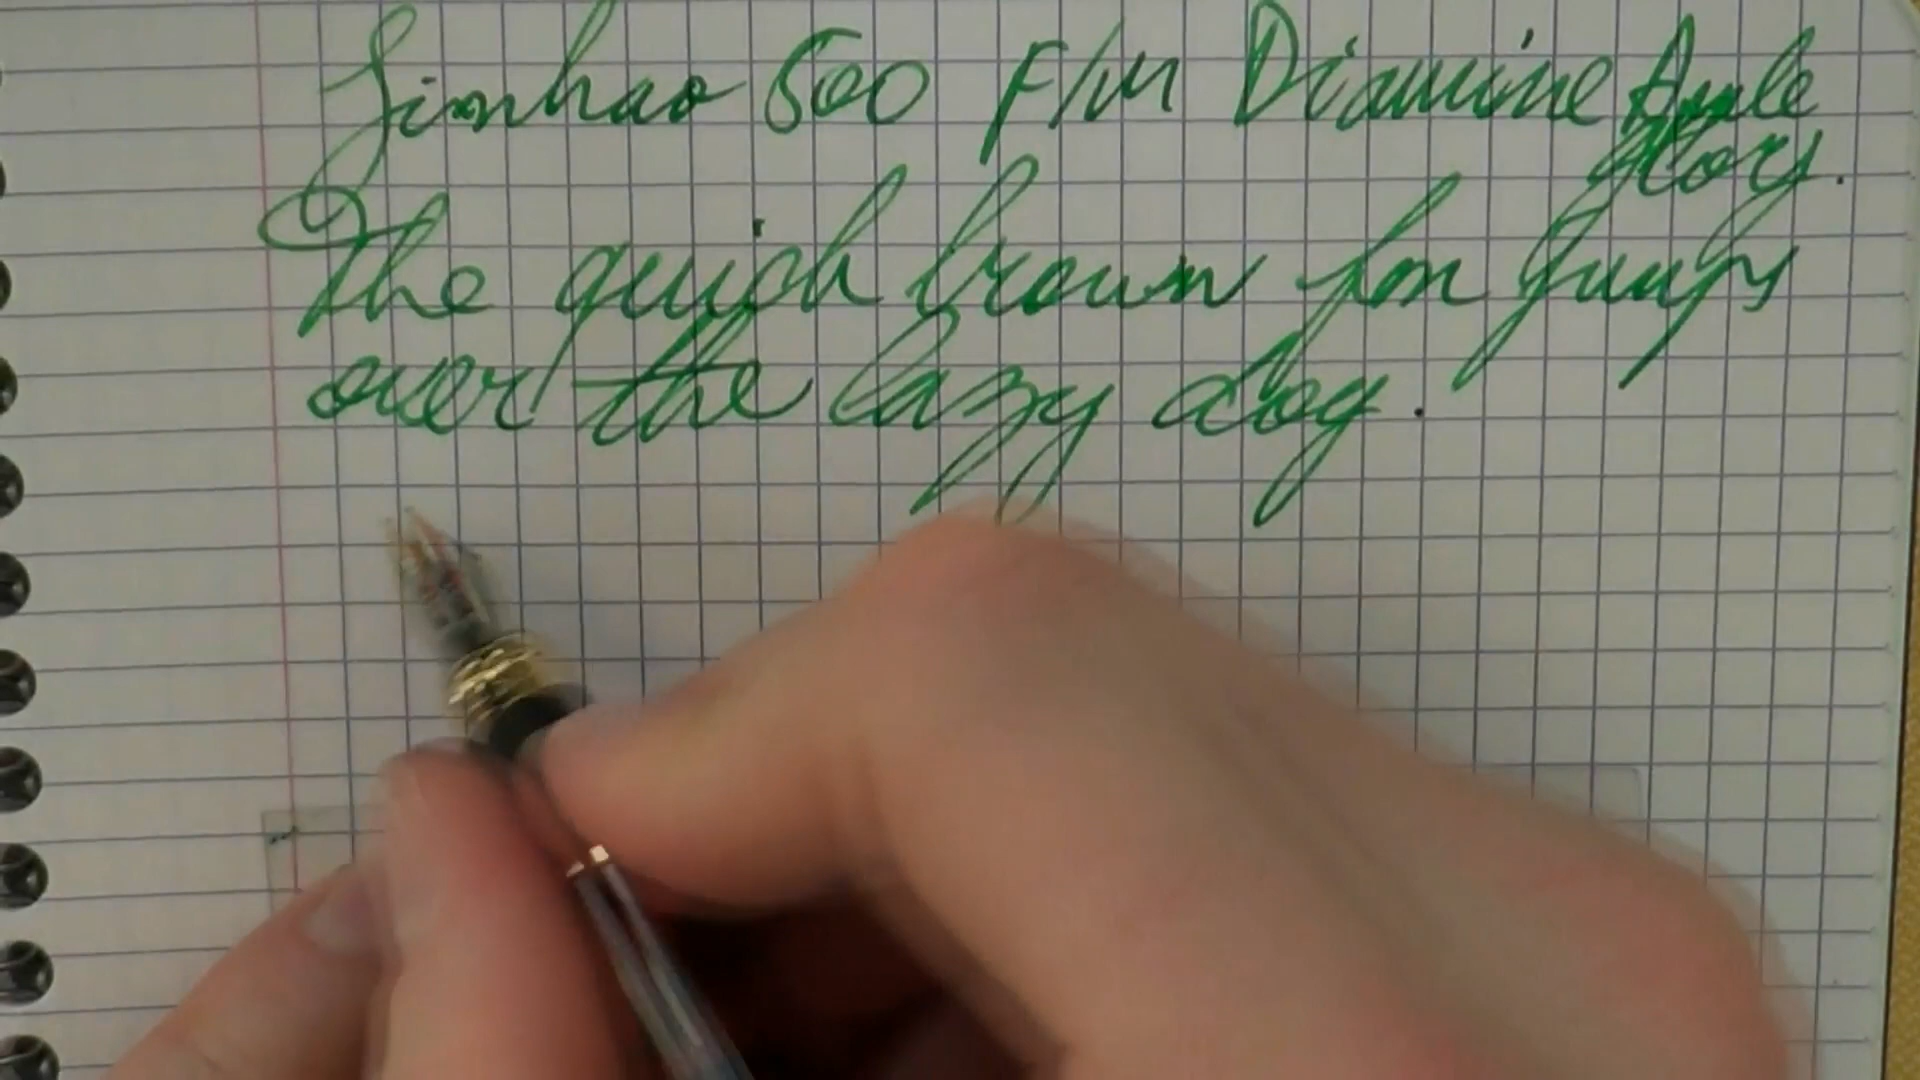 Jinhao 500 F/M Diamine Apple
Glory.
The quick brown fox jumps
over the lazy dog.